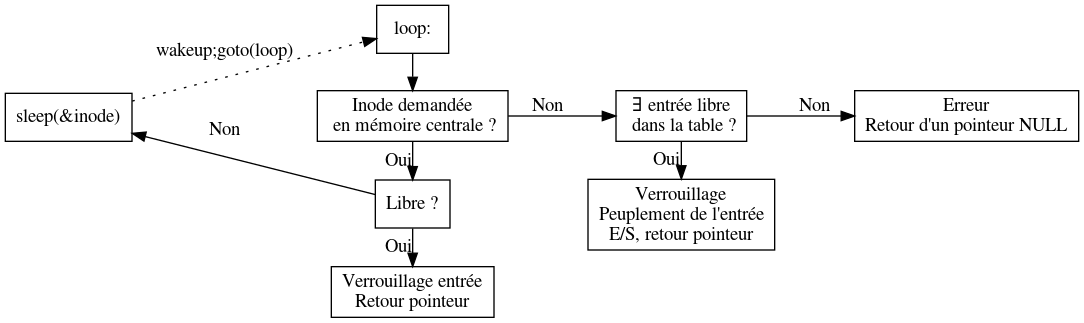 loop:
wakeup;goto(loop)
sleep(&inode)
Inode demandée
en mémoire centrale ?
Non
∃ entrée libre
dans la table ?
Non
Erreur
Retour d'un pointeur NULL
Non
Oui
Oui
Libre ?
Verrouillage
Peuplement de l'entrée
E/S, retour pointeur
Oui
Verrouillage entrée
Retour pointeur